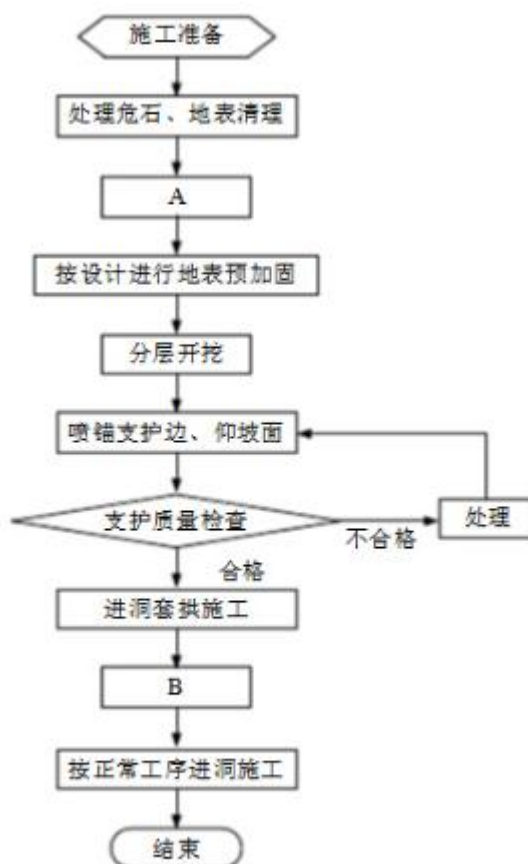 施工准备
处理危石、地表清理
A
按设计进行地表预加固
分层开挖
喷锚支护边、仰坡面
支护质量检查
不合格
处理
合格
进洞套拱施工
B
按正常工序进洞施工
结束